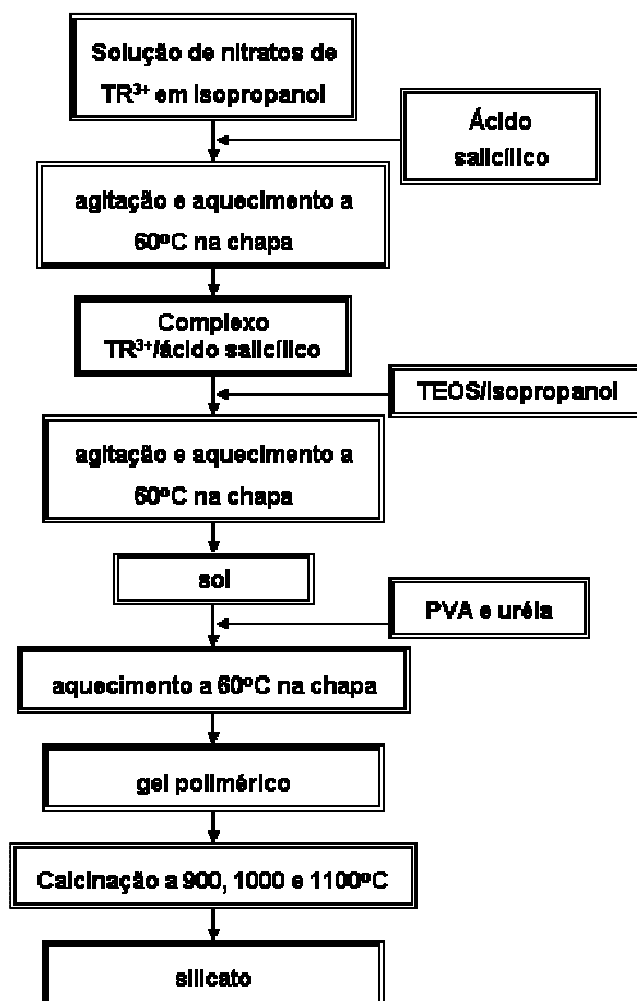 Solução de nitratos de
TR³⁺ em isopropanol
Ácido
salicílico
agitação e aquecimento a
60ºC na chapa
Complexo
TR³⁺/ácido salicílico
TEOS/isopropanol
agitação e aquecimento a
60ºC na chapa
sol
PVA e uréia
aquecimento a 60ºC na chapa
gel polimérico
Calcinação a 900, 1000 e 1100ºC
silicato